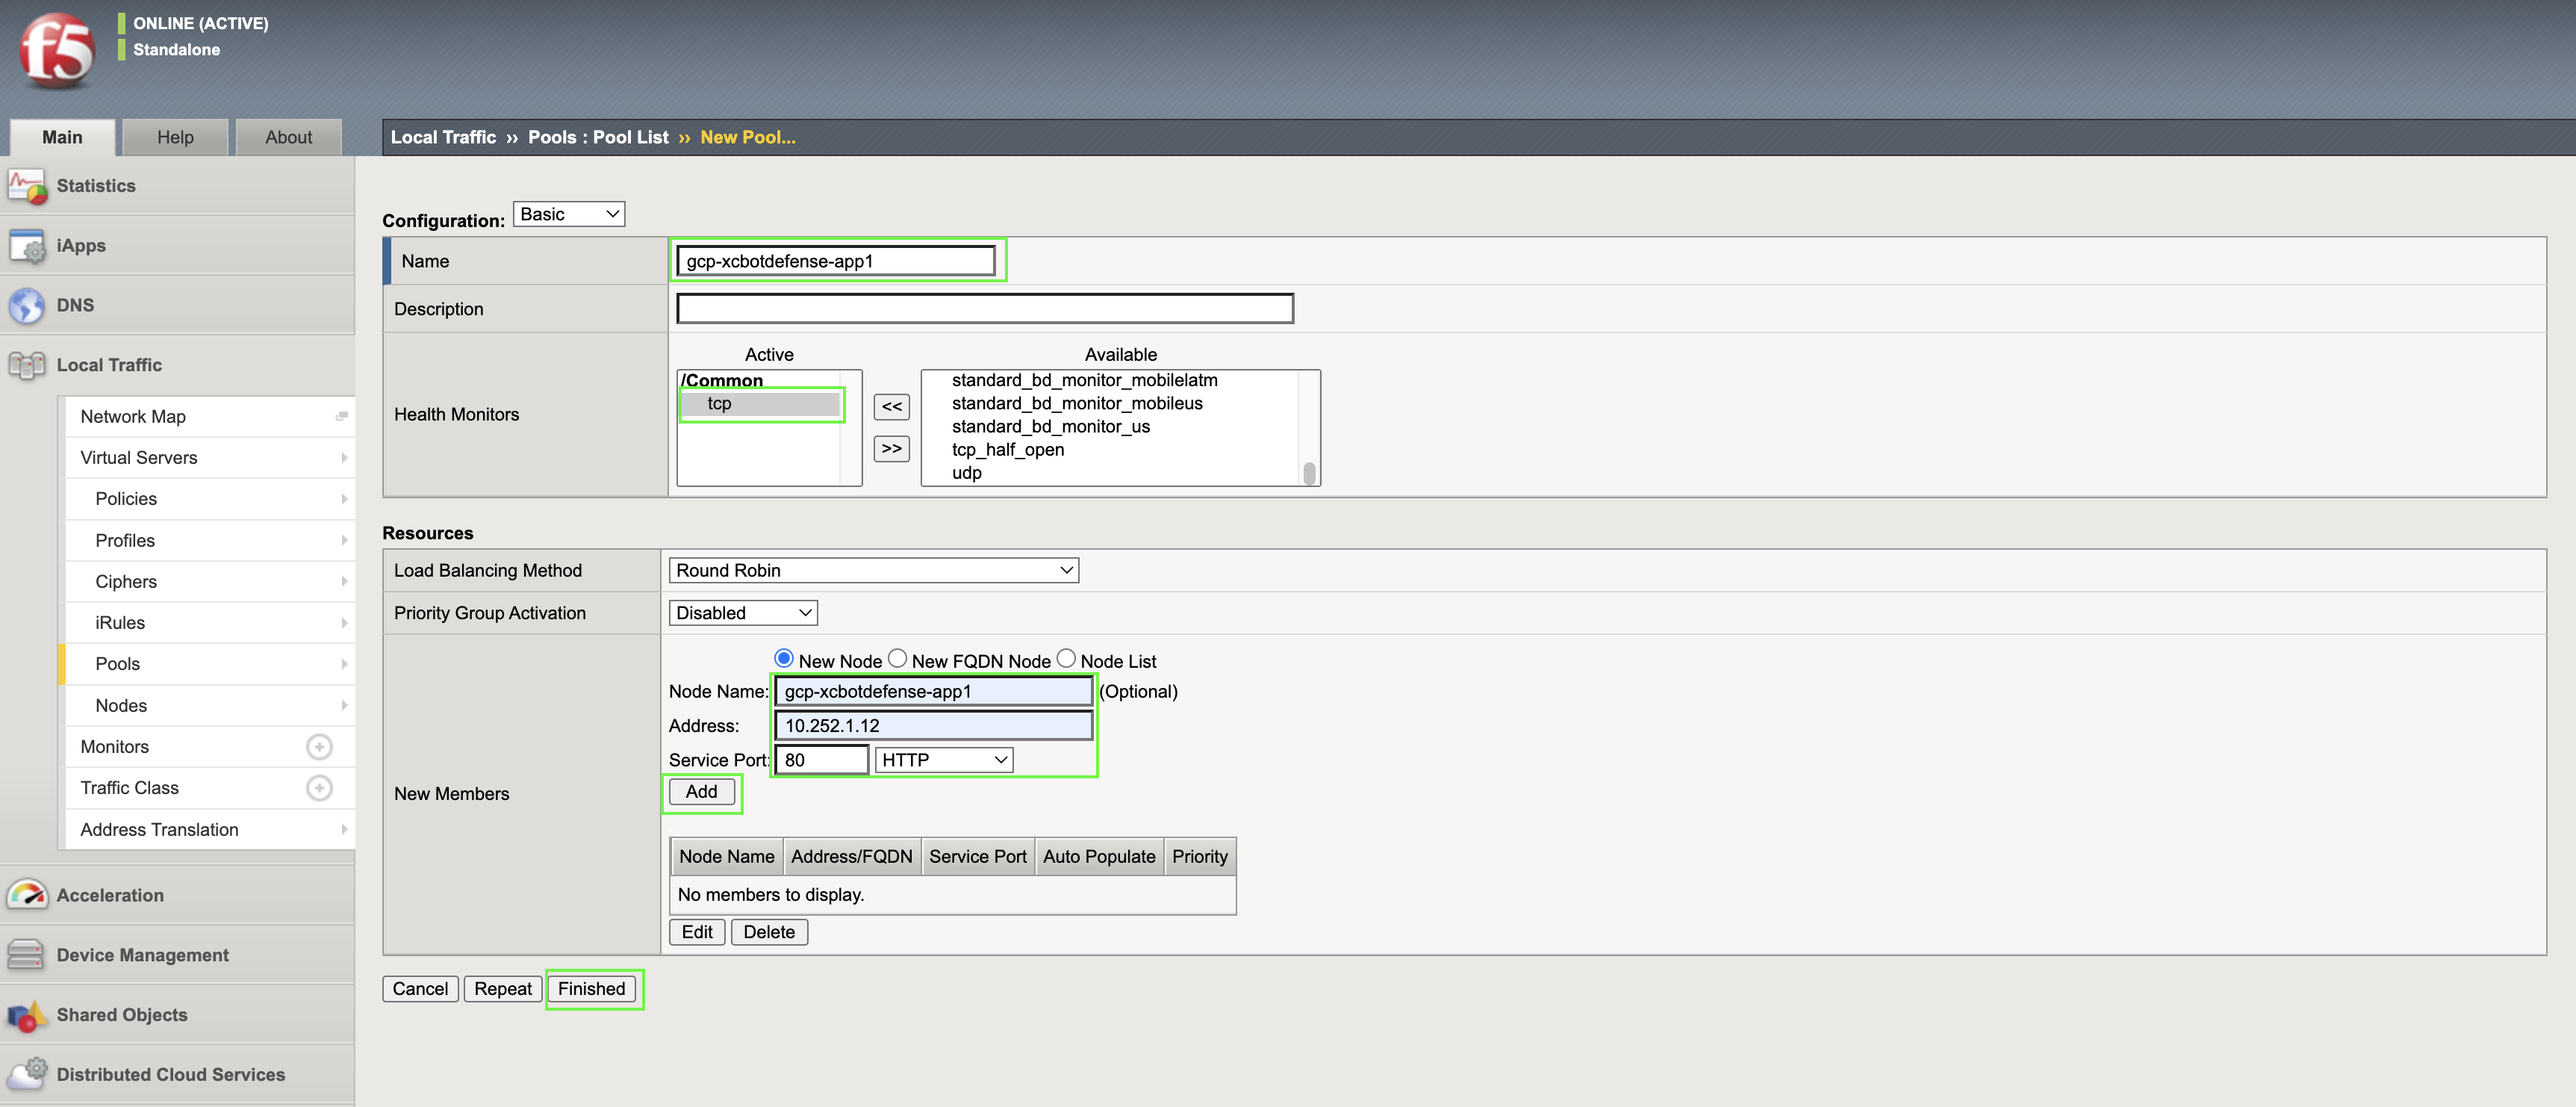 f5
ONLINE (ACTIVE)
Standalone
Main
Help
About
Local Traffic ›› Pools : Pool List ›› New Pool...
Statistics
iApps
DNS
Local Traffic
Network Map
Virtual Servers
Policies
Profiles
Ciphers
iRules
Pools
Nodes
Monitors
Traffic Class
Address Translation
Acceleration
Device Management
Shared Objects
Distributed Cloud Services
Configuration: Basic
Name gcp-xcbotdefense-app1
Description
Health Monitors
Active
/Common
tcp
<<
>>
Available
standard_bd_monitor_mobilelatm
standard_bd_monitor_mobileus
standard_bd_monitor_us
tcp_half_open
udp
Resources
Load Balancing Method Round Robin
Priority Group Activation Disabled
New Members
New Node New FQDN Node Node List
Node Name: gcp-xcbotdefense-app1 (Optional)
Address: 10.252.1.12
Service Port: 80 HTTP
Add
Node Name Address/FQDN Service Port Auto Populate Priority
No members to display.
Edit Delete
Cancel Repeat Finished